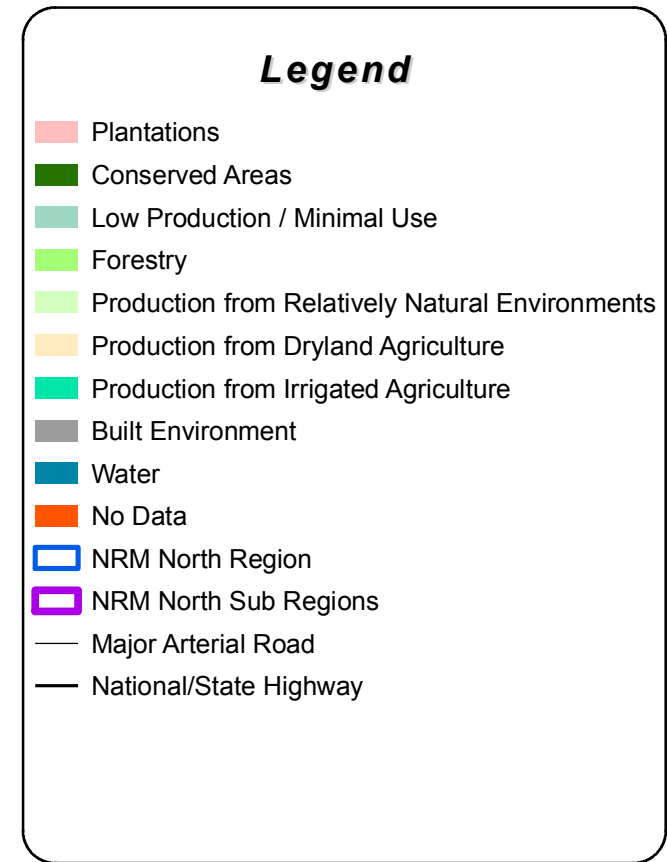 Legend
Plantations
Conserved Areas
Low Production / Minimal Use
Forestry
Production from Relatively Natural Environments
Production from Dryland Agriculture
Production from Irrigated Agriculture
Built Environment
Water
No Data
NRM North Region
NRM North Sub Regions
Major Arterial Road
National/State Highway